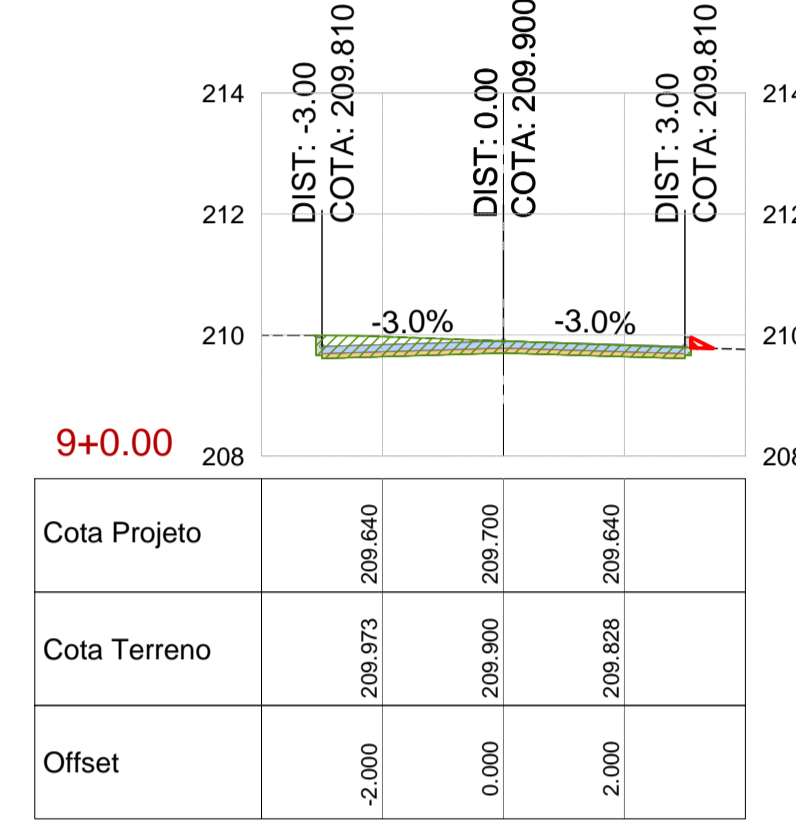 DIST: -3.00
COTA: 209.810
DIST: 0.00
COTA: 209.900
DIST: 3.00
COTA: 209.810
214
212
210
208
-3.0%
-3.0%
214
212
210
208
9+0.00
Cota Projeto
209.640
209.700
209.640
Cota Terreno
209.973
209.900
209.828
Offset
-2.000
0.000
2.000